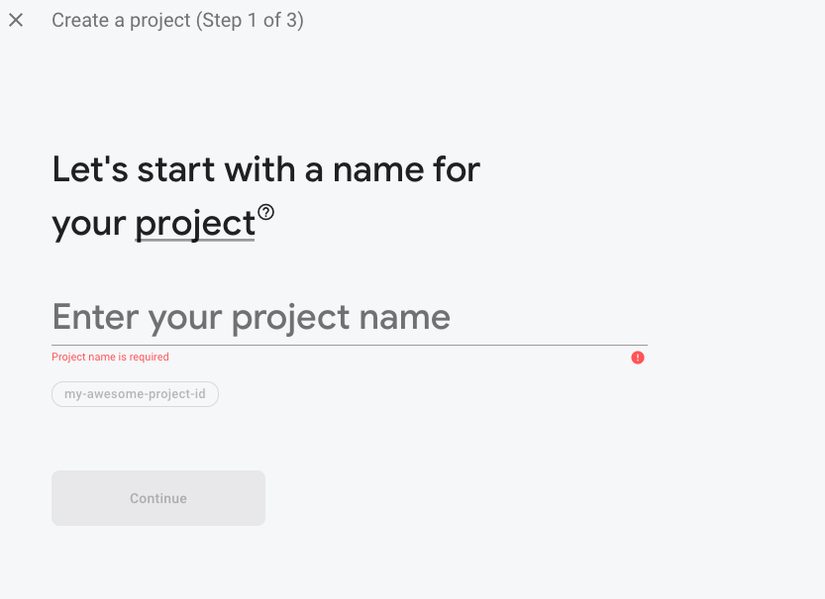 Create a project (Step 1 of 3)
Let's start with a name for
your project
Enter your project name
Project name is required
my-awesome-project-id
Continue